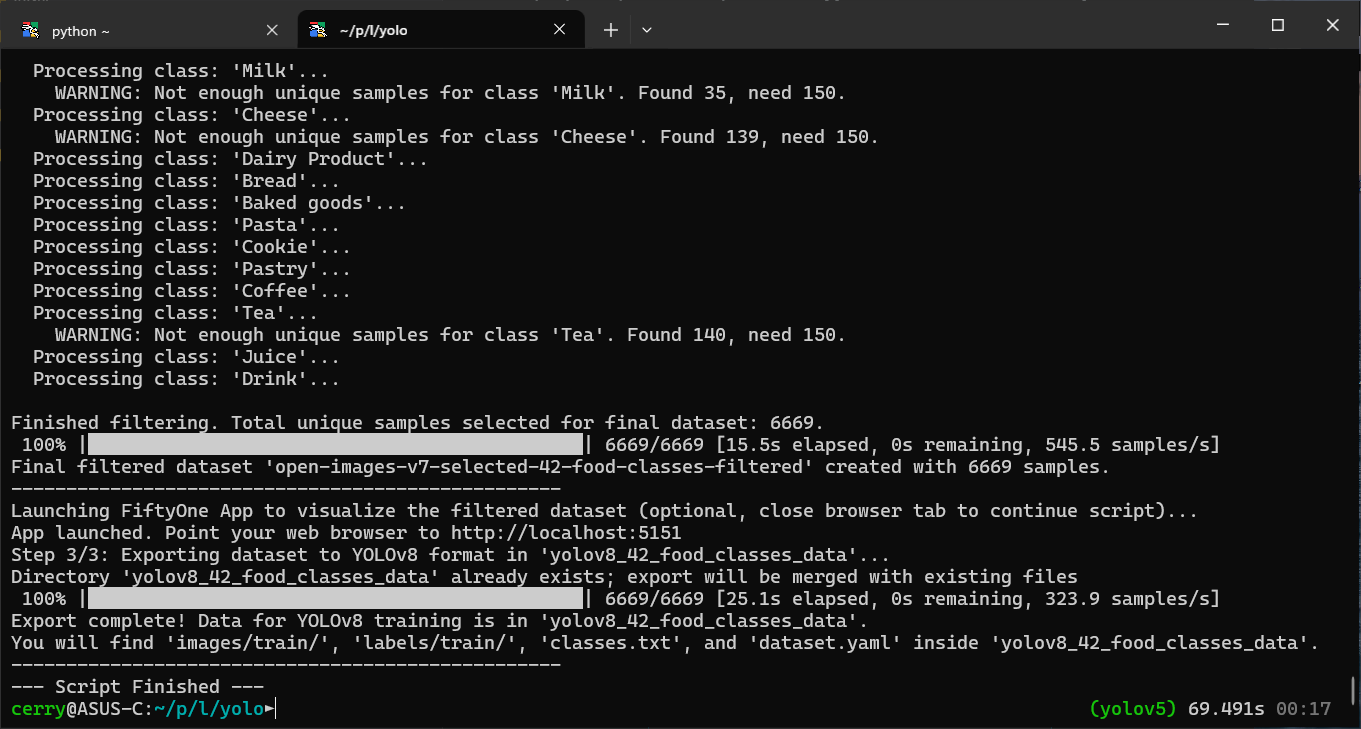 python ~
~/p/l/yolo
Processing class: 'Milk'...
WARNING: Not enough unique samples for class 'Milk'. Found 35, need 150.
Processing class: 'Cheese'...
WARNING: Not enough unique samples for class 'Cheese'. Found 139, need 150.
Processing class: 'Dairy Product'...
Processing class: 'Bread'...
Processing class: 'Baked goods'...
Processing class: 'Pasta'...
Processing class: 'Cookie'...
Processing class: 'Pastry'...
Processing class: 'Coffee'...
Processing class: 'Tea'...
WARNING: Not enough unique samples for class 'Tea'. Found 140, need 150.
Processing class: 'Juice'...
Processing class: 'Drink'...
Finished filtering. Total unique samples selected for final dataset: 6669.
100% |████████████████████| 6669/6669 [15.5s elapsed, 0s remaining, 545.5 samples/s]
Final filtered dataset 'open-images-v7-selected-42-food-classes-filtered' created with 6669 samples.
--------------------------------------------------
Launching FiftyOne App to visualize the filtered dataset (optional, close browser tab to continue script)...
App launched. Point your web browser to http://localhost:5151
Step 3/3: Exporting dataset to YOLOv8 format in 'yolov8_42_food_classes_data'...
Directory 'yolov8_42_food_classes_data' already exists; export will be merged with existing files
100% |████████████████████| 6669/6669 [25.1s elapsed, 0s remaining, 323.9 samples/s]
Export complete! Data for YOLOv8 training is in 'yolov8_42_food_classes_data'.
You will find 'images/train/', 'labels/train/', 'classes.txt', and 'dataset.yaml' inside 'yolov8_42_food_classes_data'.
--------------------------------------------------
--- Script Finished ---
cerry@ASUS-C:~/p/l/yolo► (yolov5) 69.491s 00:17